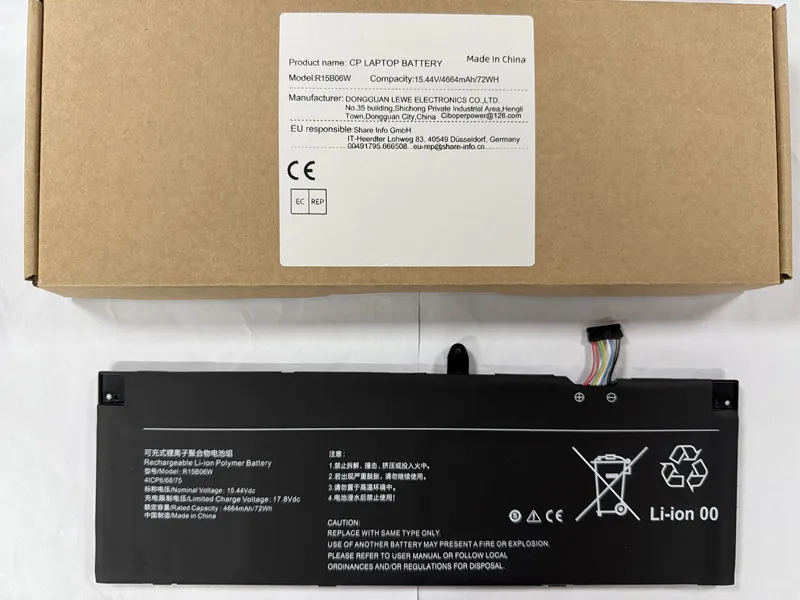 Product name: CP LAPTOP BATTERY Made in China
Model:R15B06W Compacity:15.44V/4664mAh/72WH
Manufacturer: DONGGUAN LEWE ELECTRONICS CO.,LTD.
No.35 building,Shichong Private Industrial Area,Hengli
Town,Dongguan City,China Ciboperpower@126.com
EU responsible:Share Info GmbH
IT-Heerdter Lohweg 83, 40549 Düsseldorf, Germany
00491795 666508 eu-rep@share-info.cn
CE
EC REP
⊕ ⊖
可充式锂离子聚合物电池组
Rechargeable Li-ion Polymer Battery
型号/Model: R15B06W
4ICP6/68/75
标称电压/Nominal Voltage: 15.44Vdc
充电限制电压/Limited Charge Voltage: 17.8Vdc
额定容量/Rated Capacity: 4664mAh/72Wh
中国制造/Made in China
注意:
1.禁止拆解，撞击，挤压或投入火中。
2.若出现严重鼓胀，请勿继续使用。
3.请勿置于高温环境中。
4.电池浸水后禁止使用！
CAUTION:
REPLACE WITH SAME TYPE ONLY.
USE OF ANOTHER BATTERY MAY PRESENT A FIRE OR EXPLOSION.
PLEASE REFER TO USER MANUAL OR FOLLOW LOCAL
ORDINANCES AND/OR REGULATIONS FOR DISPOSAL.
5 CE
Li-ion 00